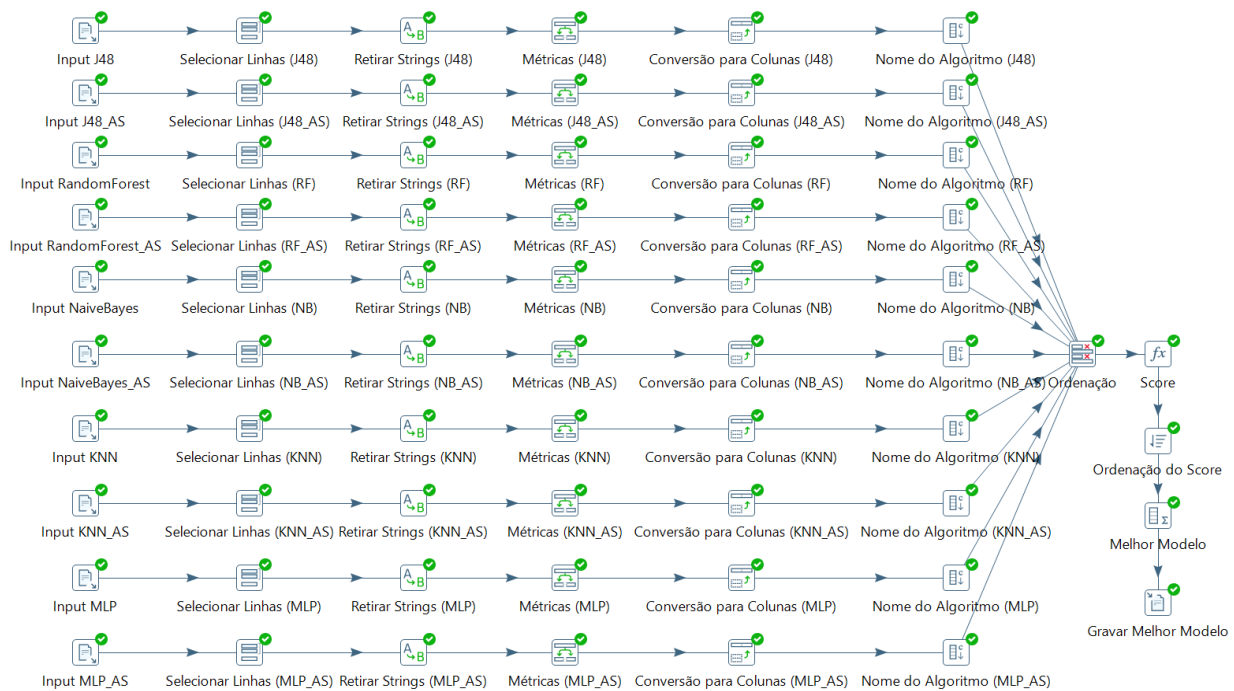 Input J48 Selecionar Linhas (J48) Retirar Strings (J48) Métricas (J48) Conversão para Colunas (J48) Nome do Algoritmo (J48)
Input J48_AS Selecionar Linhas (J48_AS) Retirar Strings (J48_AS) Métricas (J48_AS) Conversão para Colunas (J48_AS) Nome do Algoritmo (J48_AS)
Input RandomForest Selecionar Linhas (RF) Retirar Strings (RF) Métricas (RF) Conversão para Colunas (RF) Nome do Algoritmo (RF)
Input RandomForest_AS Selecionar Linhas (RF_AS) Retirar Strings (RF_AS) Métricas (RF_AS) Conversão para Colunas (RF_AS) Nome do Algoritmo (RF_AS)
Input NaiveBayes Selecionar Linhas (NB) Retirar Strings (NB) Métricas (NB) Conversão para Colunas (NB) Nome do Algoritmo (NB)
Input NaiveBayes_AS Selecionar Linhas (NB_AS) Retirar Strings (NB_AS) Métricas (NB_AS) Conversão para Colunas (NB_AS) Nome do Algoritmo (NB_AS) Ordenação Score
Input KNN Selecionar Linhas (KNN) Retirar Strings (KNN) Métricas (KNN) Conversão para Colunas (KNN) Nome do Algoritmo (KNN)
Ordenação do Score
Input KNN_AS Selecionar Linhas (KNN_AS) Retirar Strings (KNN_AS) Métricas (KNN_AS) Conversão para Colunas (KNN_AS) Nome do Algoritmo (KNN_AS)
Melhor Modelo
Input MLP Selecionar Linhas (MLP) Retirar Strings (MLP) Métricas (MLP) Conversão para Colunas (MLP) Nome do Algoritmo (MLP)
Gravar Melhor Modelo
Input MLP_AS Selecionar Linhas (MLP_AS) Retirar Strings (MLP_AS) Métricas (MLP_AS) Conversão para Colunas (MLP_AS) Nome do Algoritmo (MLP_AS)